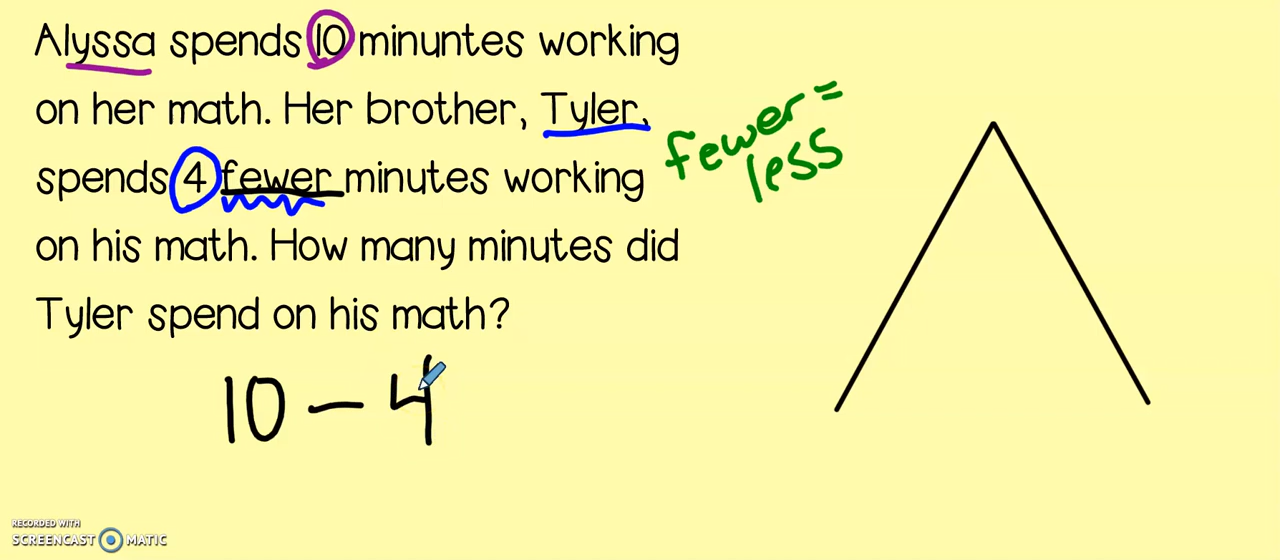 Alyssa spends 10 minuntes working
on her math. Her brother, Tyler,
spends 4 fewer minutes working
on his math. How many minutes did
Tyler spend on his math?
fewer =
less
10 - 4
RECORDED WITH
SCREENCAST MATIC